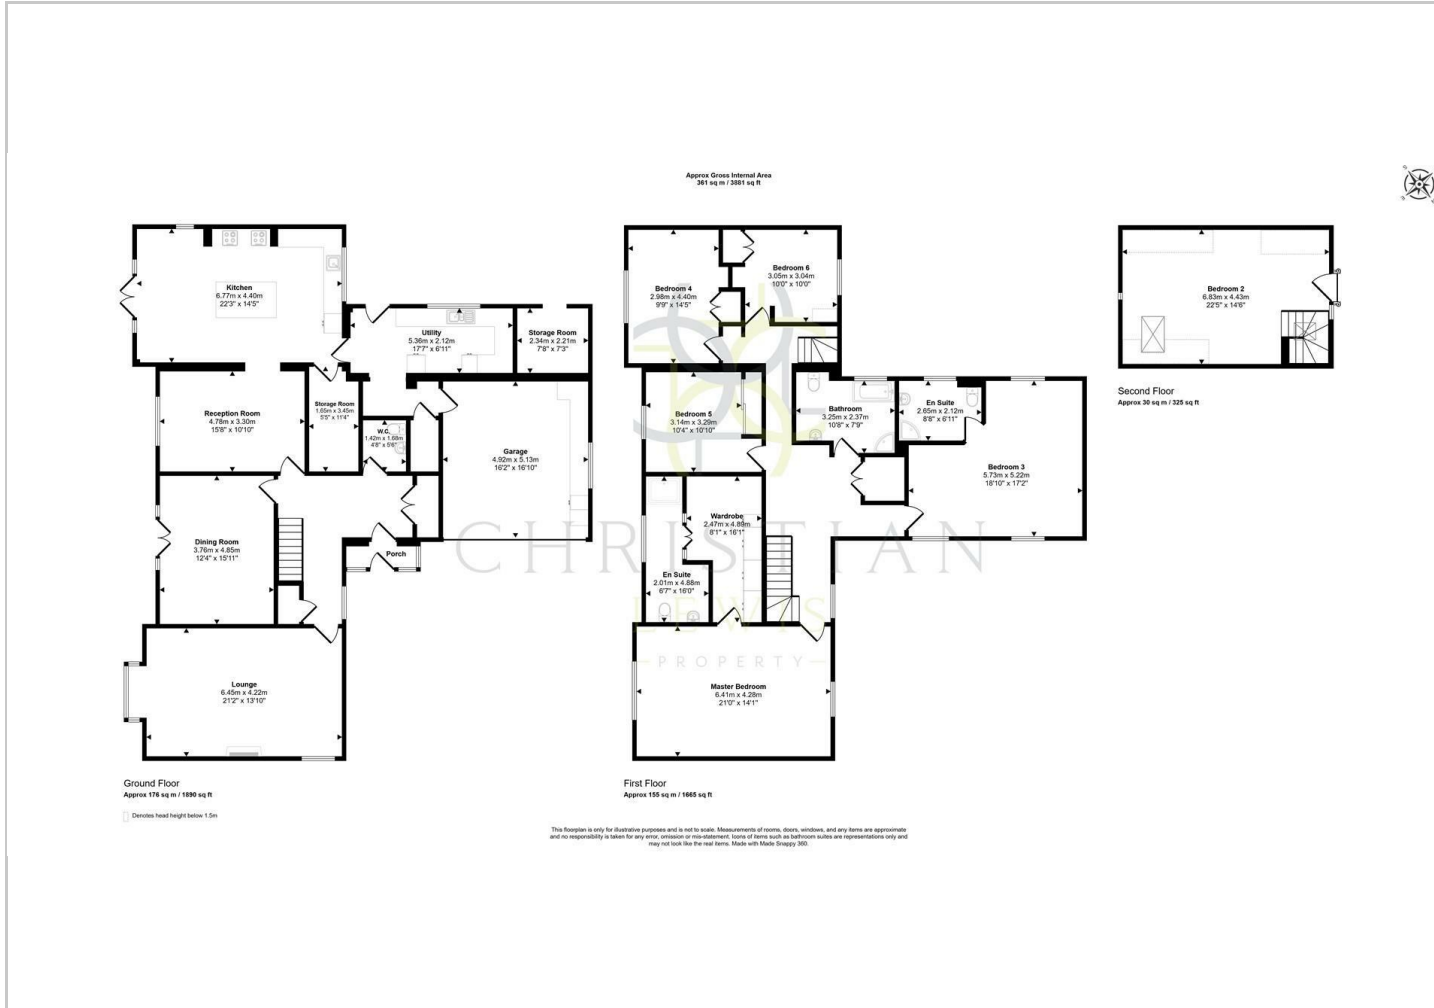 Approx Gross Internal Area
361 sq m / 3881 sq ft
Kitchen
6.77m x 4.40m
22'3" x 14'5"
Utility
5.36m x 2.12m
17'7" x 6'11"
Storage Room
2.34m x 2.21m
7'8" x 7'3"
Reception Room
4.78m x 3.30m
15'8" x 10'10"
Storage Room
1.65m x 3.45m
5'5" x 11'4"
W.C.
1.42m x 1.68m
4'8" x 5'6"
Garage
4.92m x 5.13m
16'2" x 16'10"
Dining Room
3.76m x 4.85m
12'4" x 15'11"
Porch
Lounge
6.45m x 4.22m
21'2" x 13'10"
Ground Floor
Approx 176 sq m / 1890 sq ft
Denotes head height below 1.5m
Bedroom 4
2.98m x 4.40m
9'9" x 14'5"
Bedroom 6
3.05m x 3.04m
10'0" x 10'0"
Bedroom 5
3.14m x 3.29m
10'4" x 10'10"
Bathroom
3.25m x 2.37m
10'8" x 7'9"
En Suite
2.65m x 2.12m
8'8" x 6'11"
Bedroom 3
5.73m x 5.22m
18'10" x 17'2"
Wardrobe
2.47m x 4.89m
8'1" x 16'1"
En Suite
2.01m x 4.88m
6'7" x 16'0"
Master Bedroom
6.41m x 4.28m
21'0" x 14'1"
First Floor
Approx 155 sq m / 1665 sq ft
Bedroom 2
6.83m x 4.43m
22'5" x 14'6"
Second Floor
Approx 30 sq m / 325 sq ft
CHRISTIAN
LEWIS
PROPERTY
This floorplan is only for illustrative purposes and is not to scale. Measurements of rooms, doors, windows, and any items are approximate
and no responsibility is taken for any error, omission or mis-statement. Icons of items such as bathroom suites are representations only and
may not look like the real items. Made with Made Snappy 360.